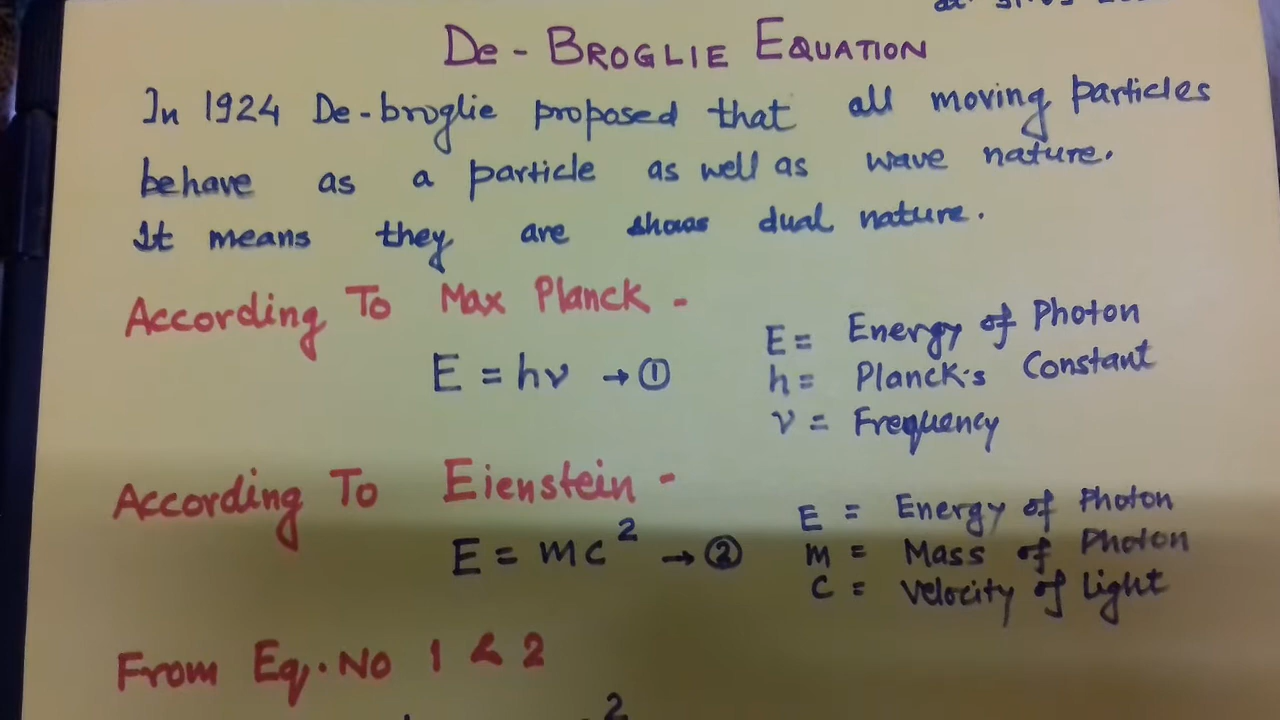 De-BROGLIE EQUATION
In 1924 De-broglie proposed that all moving particles
behave as a particle as well as wave nature.
It means they are shows dual nature.
According To Max Planck -
E = hν → ①
E = Energy of Photon
h = Planck's Constant
ν = Frequency
According To Eienstein -
E = mc² → ②
E = Energy of Photon
m = Mass of Photon
C = Velocity of light
From Eq. No 1 & 2
2